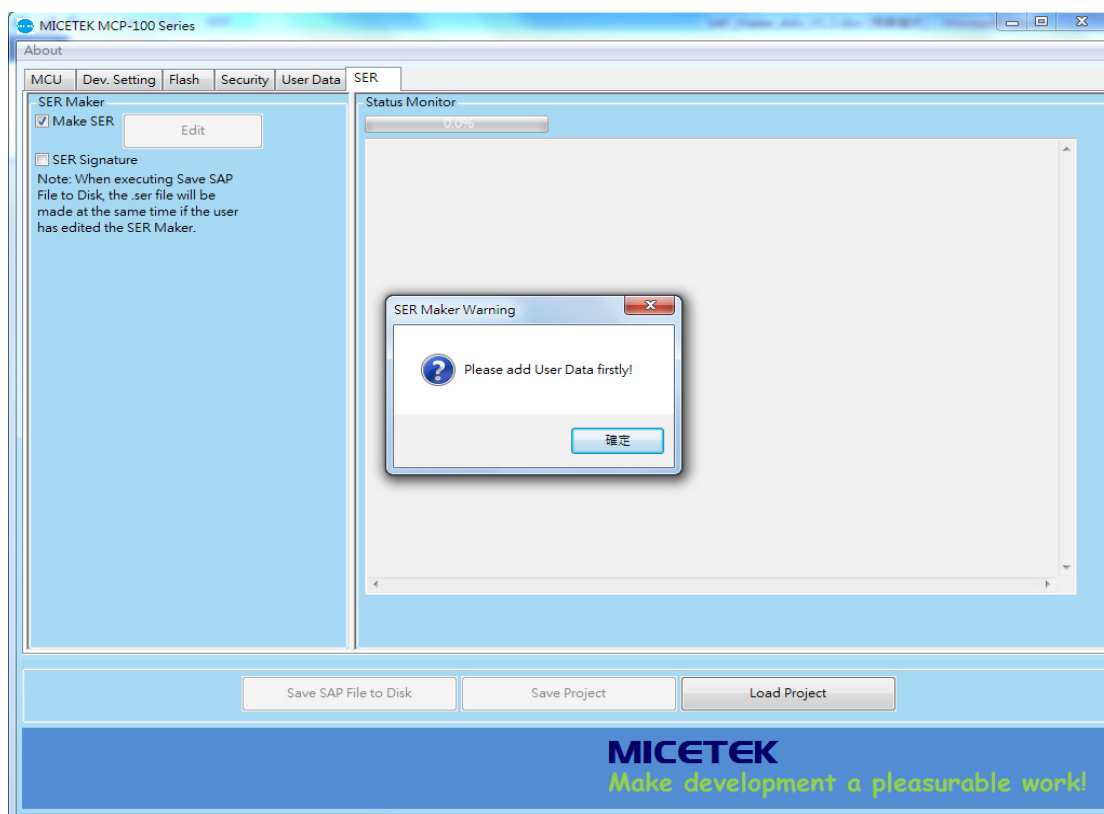 MICETEK MCP-100 Series
About
MCU Dev. Setting Flash Security User Data SER
SER Maker
Make SER
Edit
SER Signature
Note: When executing Save SAP
File to Disk, the .ser file will be
made at the same time if the user
has edited the SER Maker.
Status Monitor
0.0%
SER Maker Warning
Please add User Data firstly!
確定
Save SAP File to Disk Save Project Load Project
MICETEK
Make development a pleasurable work!